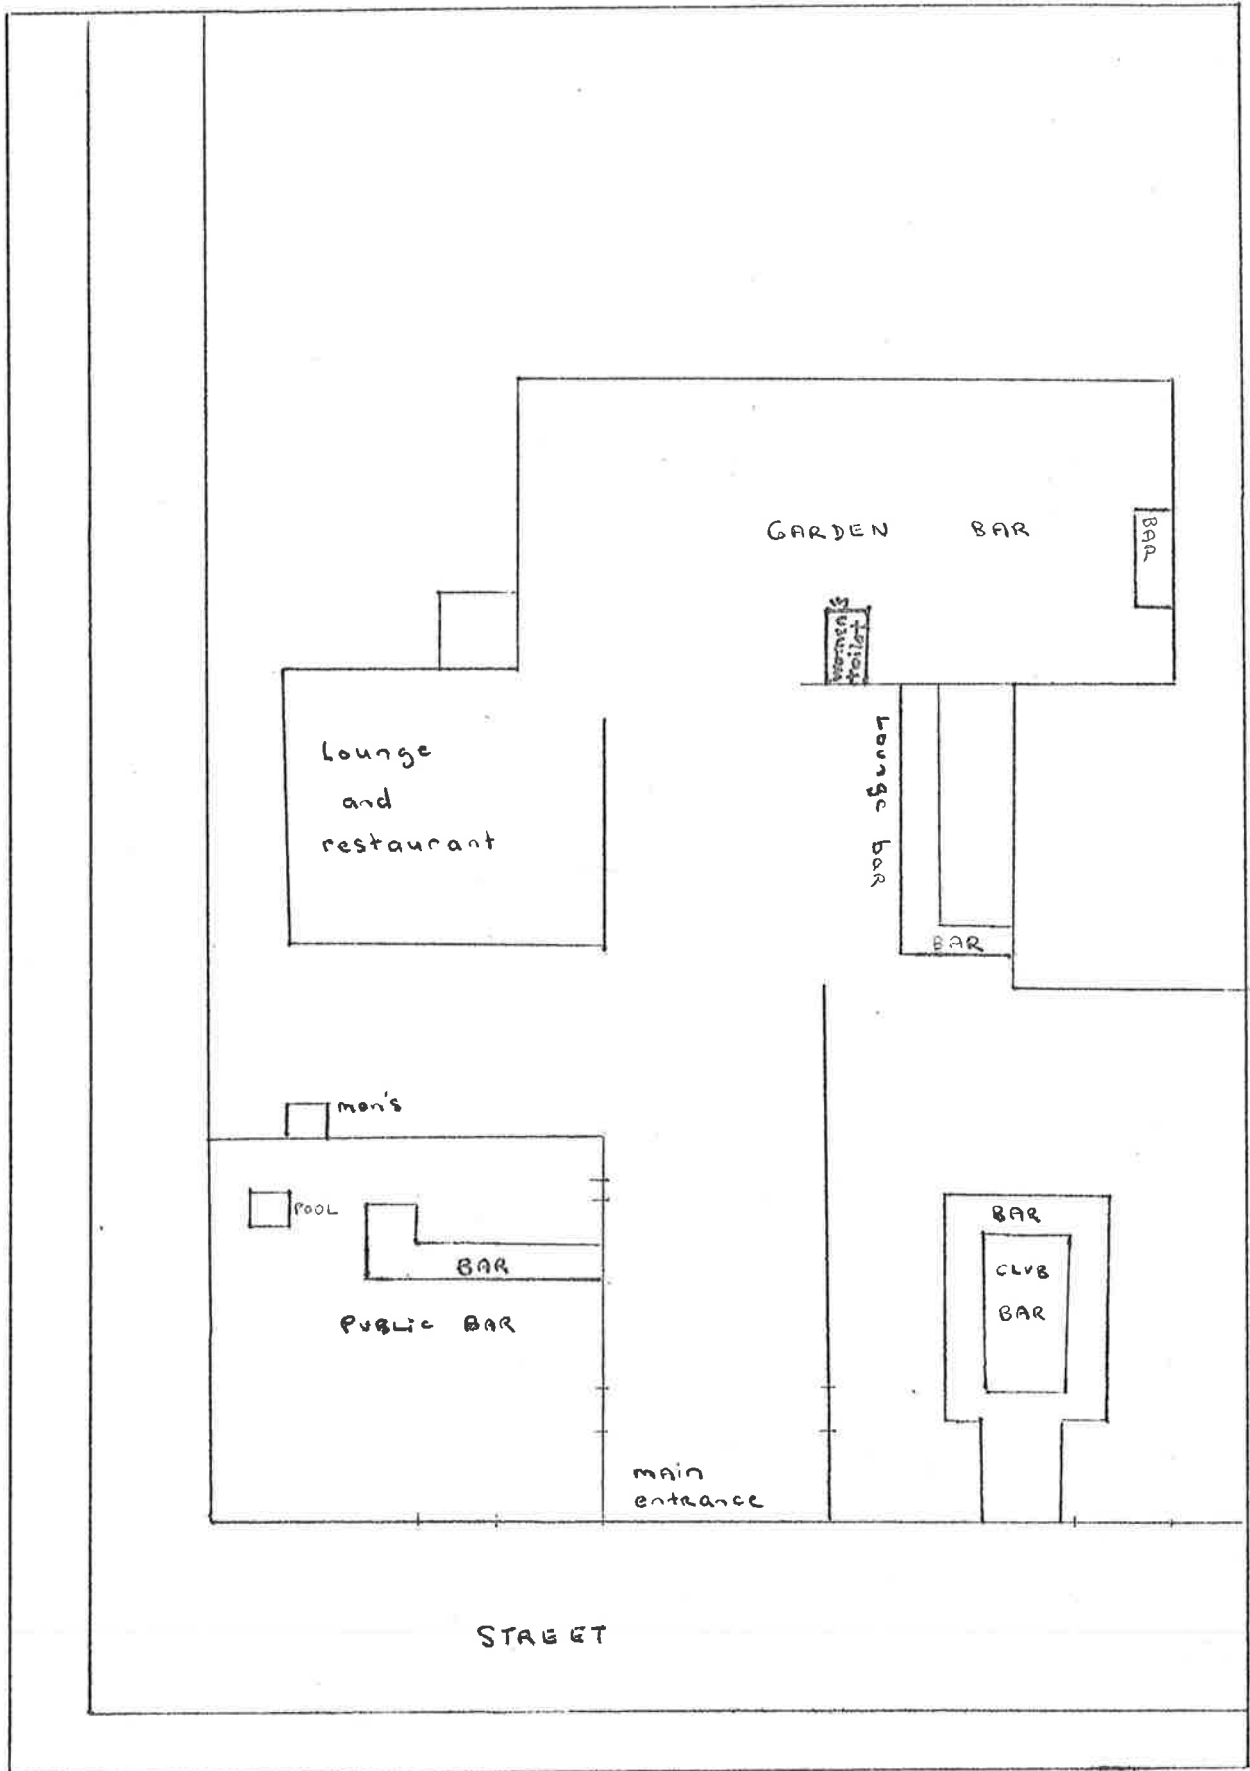 GARDEN BAR
BAR
women's
toilet
Lounge
and
restaurant
Lounge bar
BAR
men's
POOL
BAR
PUBLIC BAR
BAR
CLUB
BAR
main
entrance
STREET